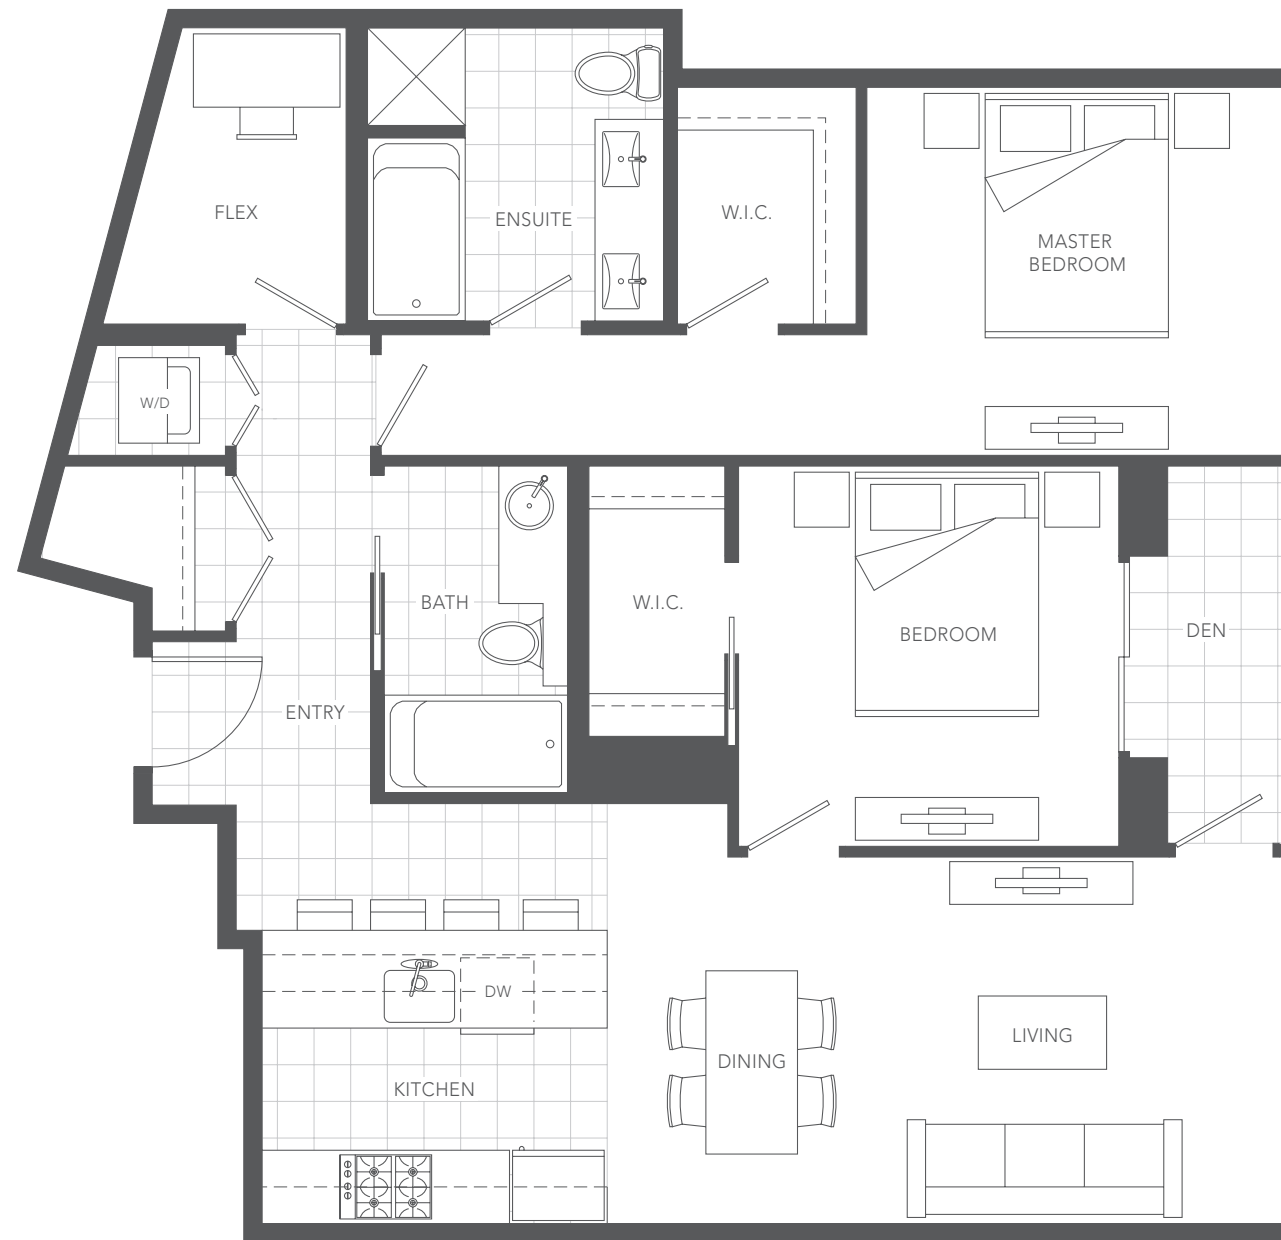 FLEX
ENSUITE
W.I.C.
MASTER
BEDROOM
W/D
BATH
W.I.C.
BEDROOM
DEN
ENTRY
DW
KITCHEN
DINING
LIVING